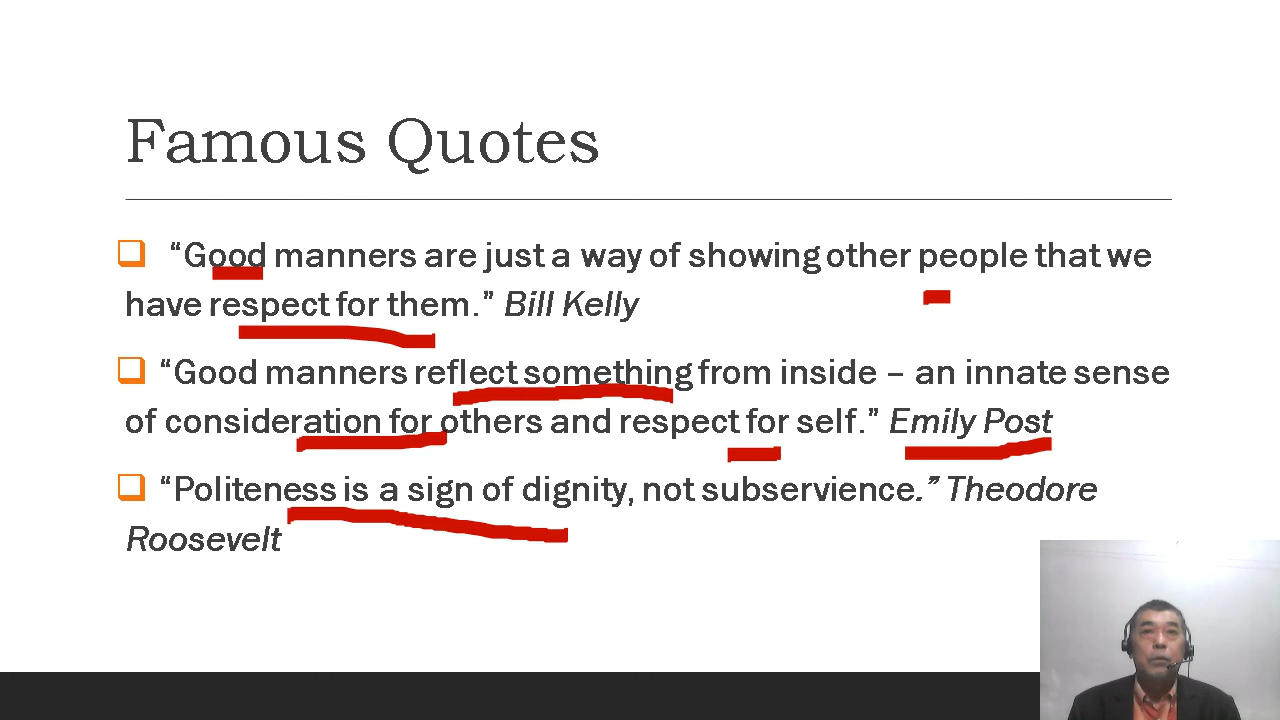 Famous Quotes
“Good manners are just a way of showing other people that we
have respect for them.” Bill Kelly
“Good manners reflect something from inside – an innate sense
of consideration for others and respect for self.” Emily Post
“Politeness is a sign of dignity, not subservience.” Theodore
Roosevelt